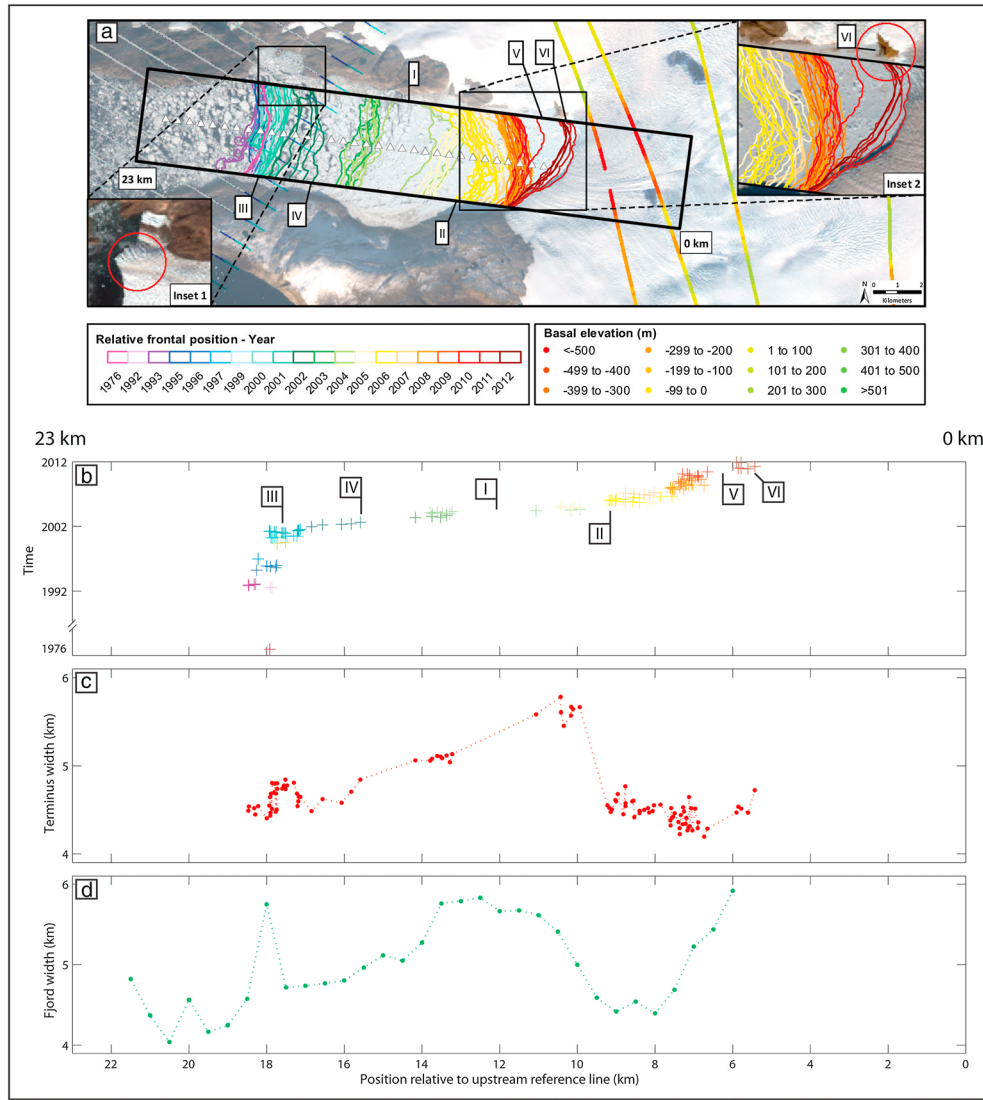 a
I
V
VI
VI
23 km
III
IV
II
Inset 2
0 km
Inset 1
N
0 1 2
Kilometers
Relative frontal position - Year
1976 1992 1993 1995 1996 1997 1999 2000 2001 2002 2003 2004 2005 2006 2007 2008 2009 2010 2011 2012
Basal elevation (m)
<-500 -299 to -200 1 to 100 301 to 400
-499 to -400 -199 to -100 101 to 200 401 to 500
-399 to -300 -99 to 0 201 to 300 >501
23 km 0 km
b
2012
2002
1992
1976
Time
III IV I II V VI
c
6
5
4
Terminus width (km)
d
6
5
4
Fjord width (km)
22 20 18 16 14 12 10 8 6 4 2 0
Position relative to upstream reference line (km)